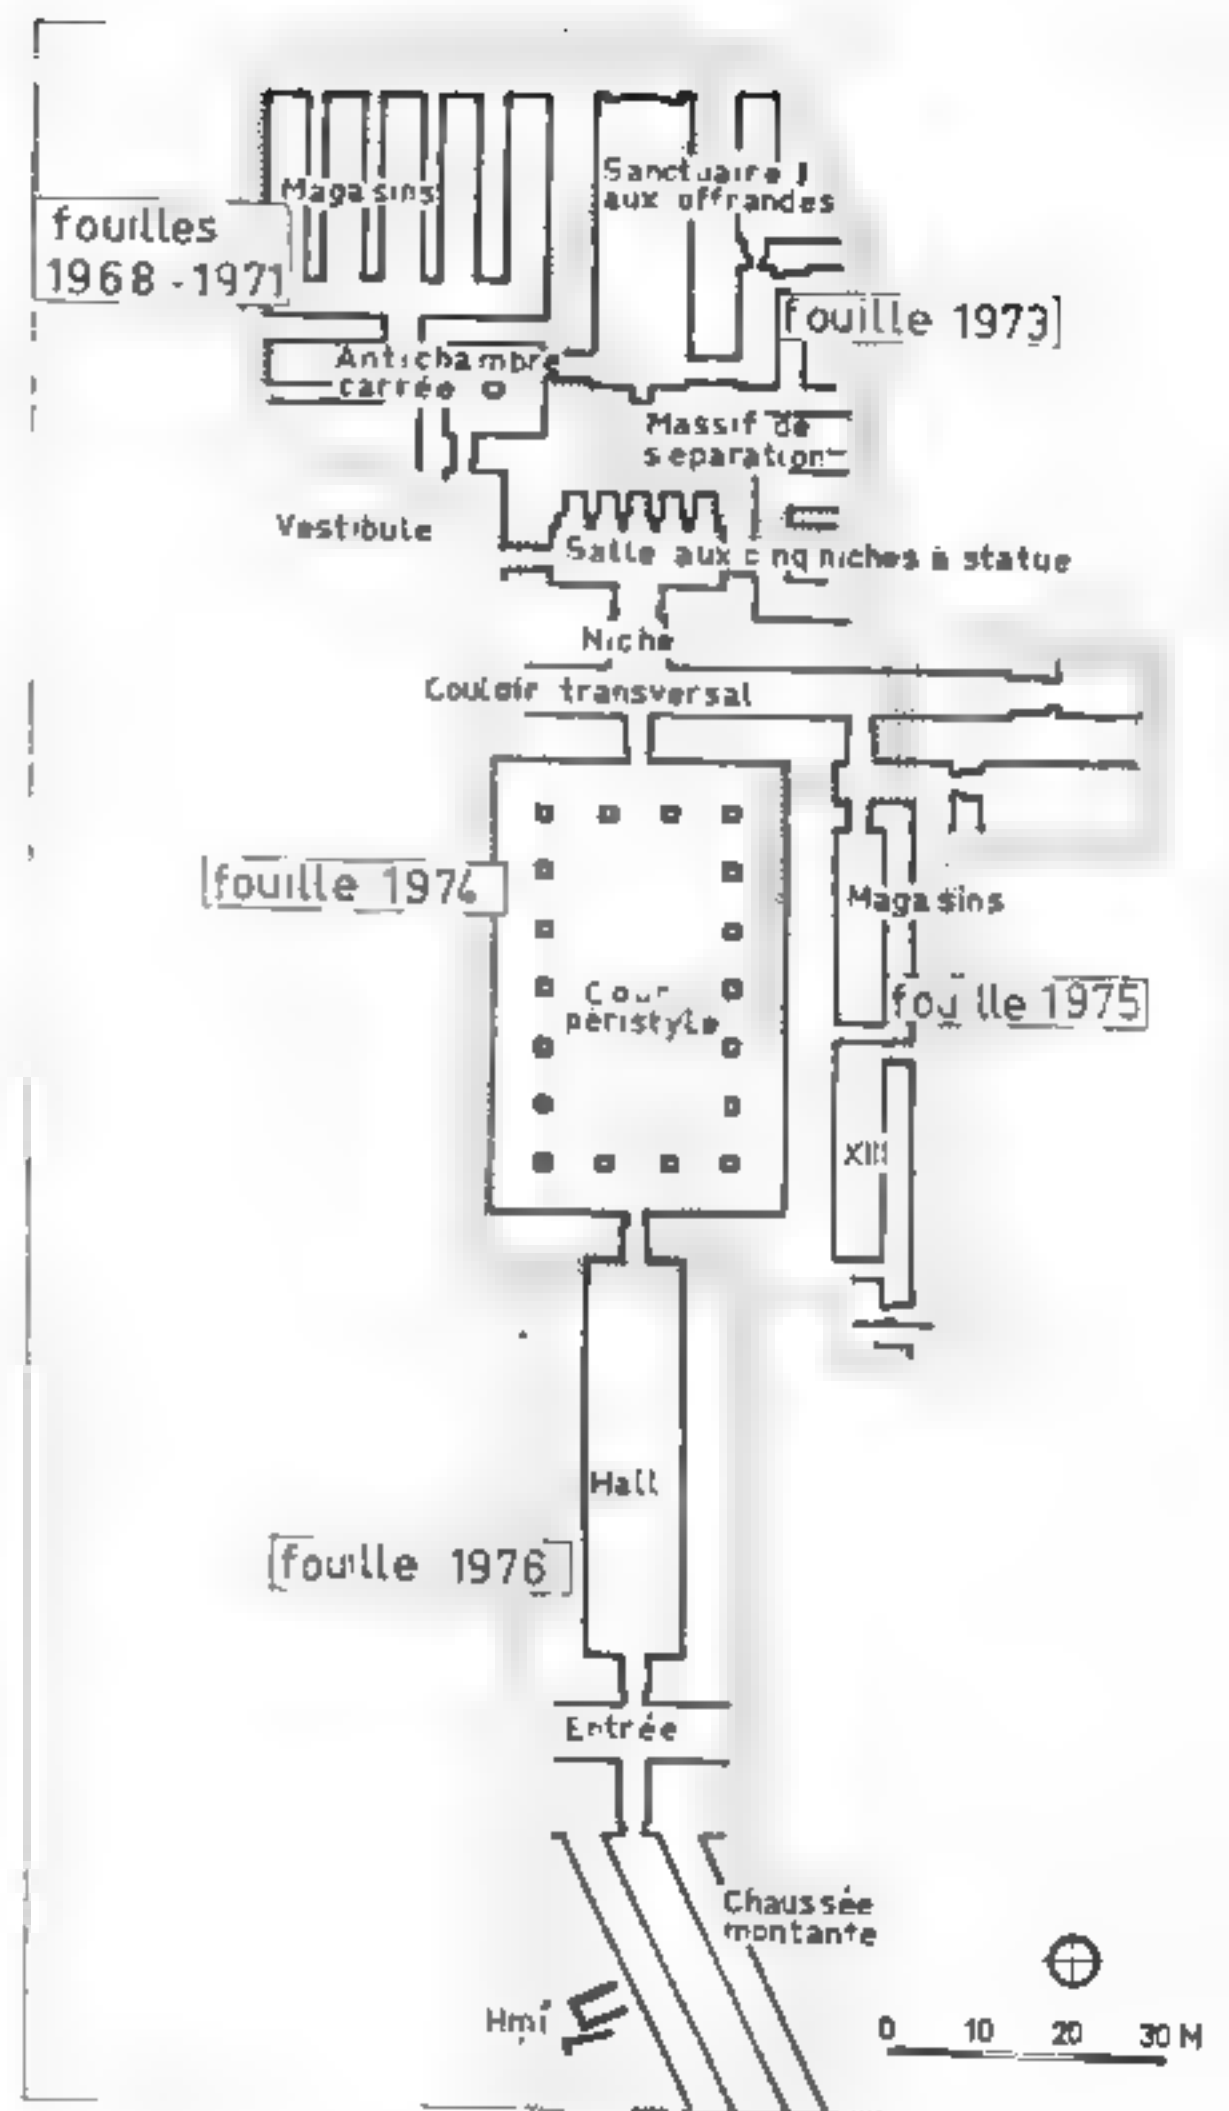 Magasins
Sanctuaire
aux offrandes
fouilles
1968-1971
fouille 1973
Antichambre
carrée
Massif de
separation
Vestibule
Salle aux cinq niches à statue
Niche
Couloir transversal
fouille 1974
Magasins
Cour
péristyle
fouille 1975
XIII
Hall
fouille 1976
Entrée
Chaussée
montante
Hmi
0 10 20 30 M